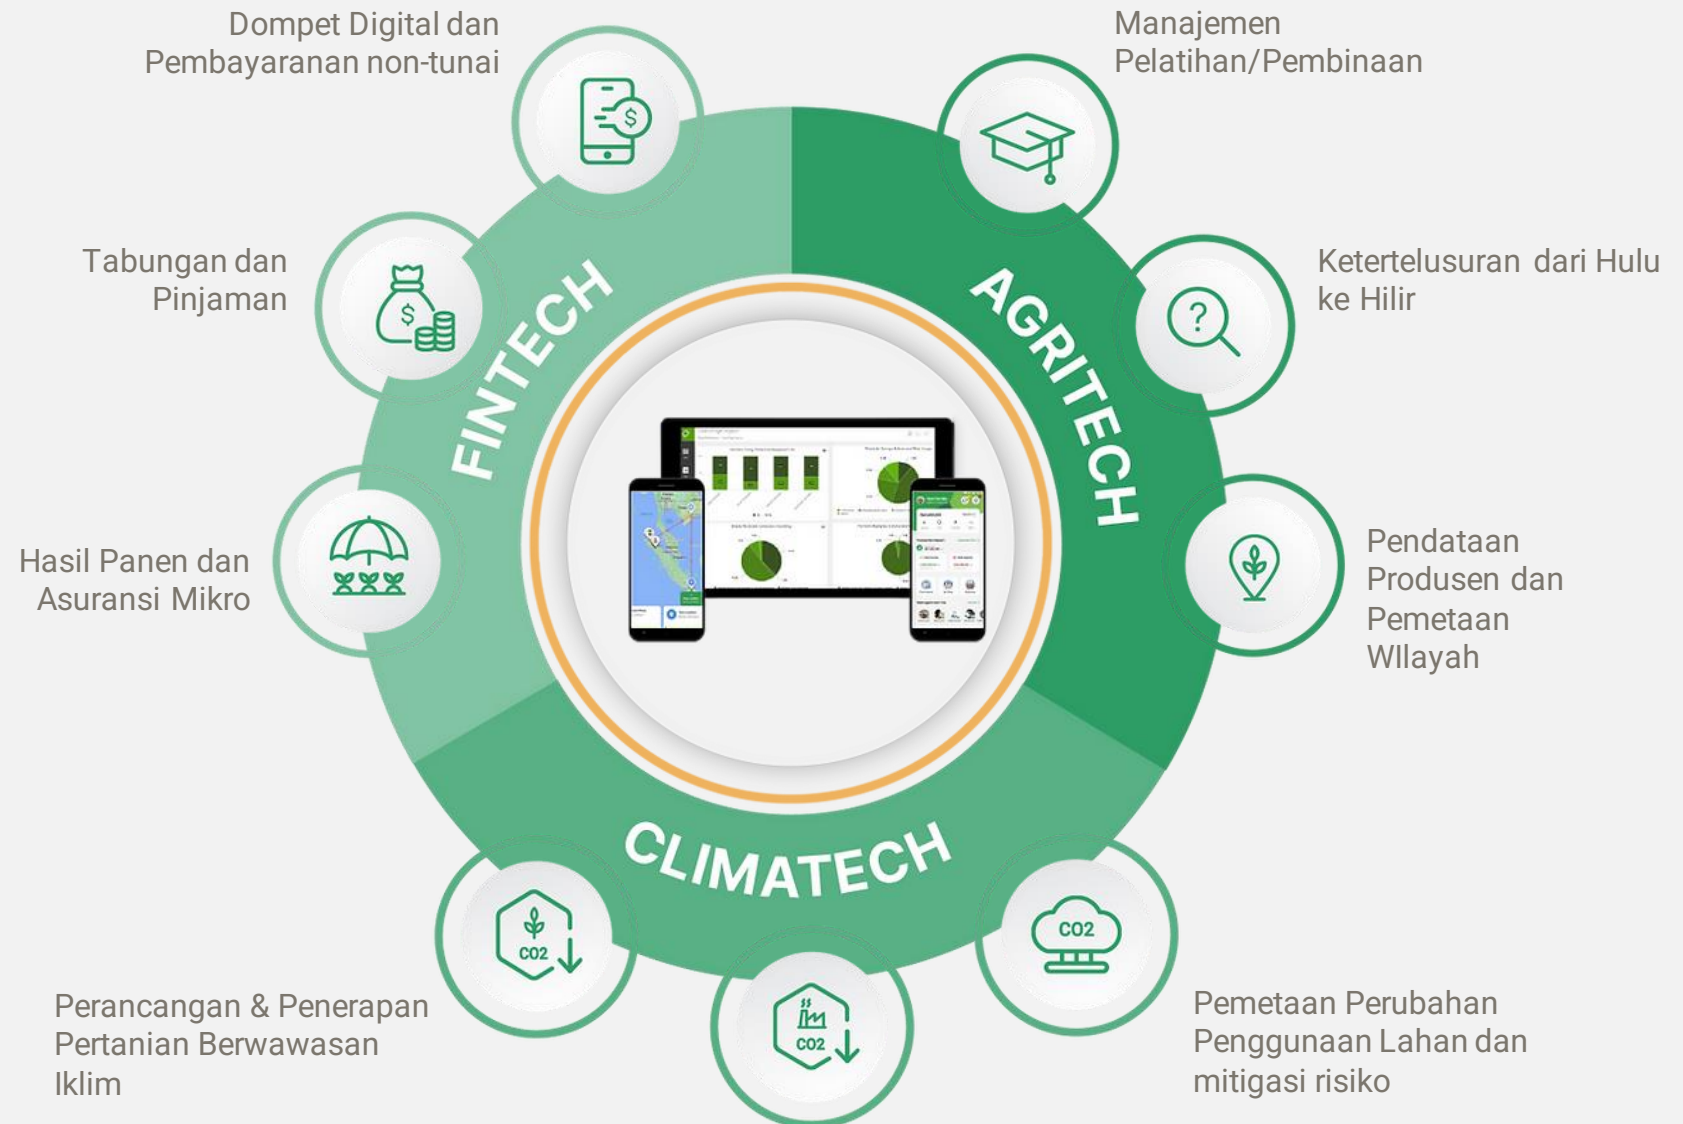 Dompet Digital dan
Pembayaranan non-tunai
Manajemen
Pelatihan/Pembinaan
Tabungan dan
Pinjaman
Ketertelusuran dari Hulu
ke Hilir
FINTECH
AGRITECH
Hasil Panen dan
Asuransi Mikro
Pendataan
Produsen dan
Pemetaan
WIlayah
CLIMATECH
CO2
CO2
CO2
Perancangan & Penerapan
Pertanian Berwawasan
Iklim
Pemetaan Perubahan
Penggunaan Lahan dan
mitigasi risiko